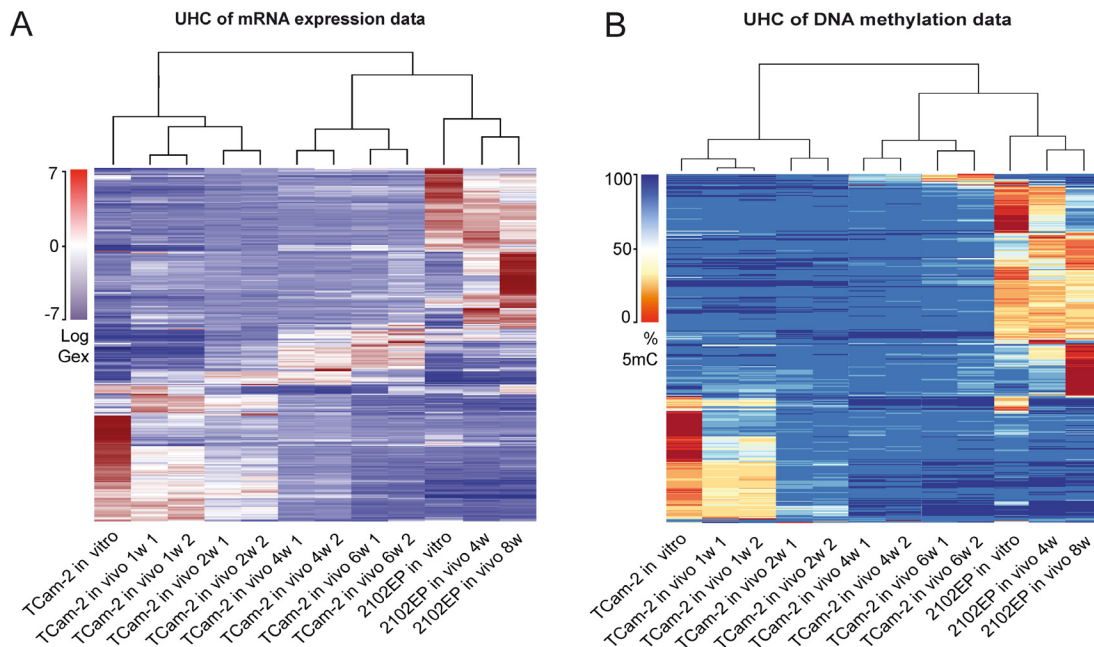 A
UHC of mRNA expression data
7
0
-7
Log
Gex
TCam-2 in vitro
TCam-2 in vivo 1w 1
TCam-2 in vivo 1w 2
TCam-2 in vivo 2w 1
TCam-2 in vivo 2w 2
TCam-2 in vivo 4w 1
TCam-2 in vivo 4w 2
TCam-2 in vivo 6w 1
TCam-2 in vivo 6w 2
2102EP in vitro
2102EP in vivo 4w
2102EP in vivo 8w
B
UHC of DNA methylation data
100
50
0
%
5mC
TCam-2 in vitro
TCam-2 in vivo 1w 1
TCam-2 in vivo 1w 2
TCam-2 in vivo 2w 1
TCam-2 in vivo 2w 2
TCam-2 in vivo 4w 1
TCam-2 in vivo 4w 2
TCam-2 in vivo 6w 1
TCam-2 in vivo 6w 2
2102EP in vitro
2102EP in vivo 4w
2102EP in vivo 8w